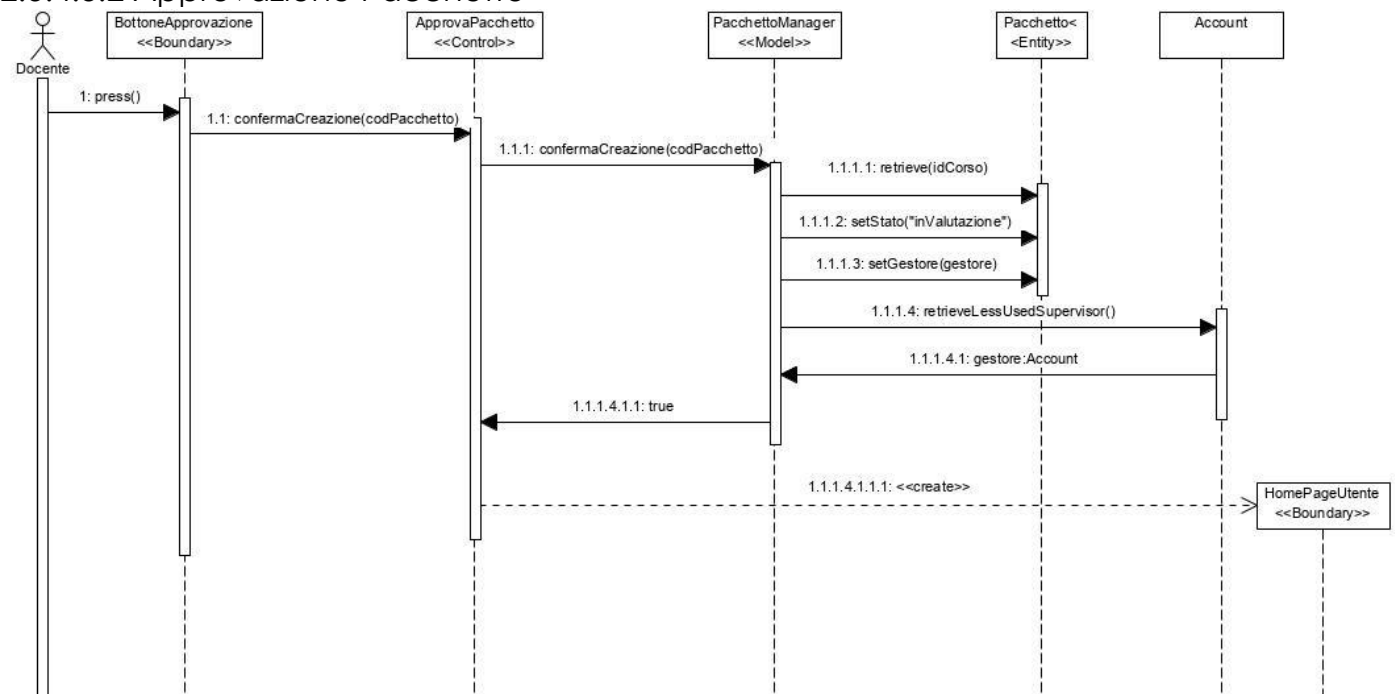 BottoneApprovazione
<<Boundary>>
ApprovaPacchetto
<<Control>>
PacchettoManager
<<Model>>
Pacchetto<
<Entity>>
Account
Docente
1: press()
1.1: confermaCreazione(codPacchetto)
1.1.1: confermaCreazione(codPacchetto)
1.1.1.1: retrieve(idCorso)
1.1.1.2: setStato("inValutazione")
1.1.1.3: setGestore(gestore)
1.1.1.4: retrieveLessUsedSupervisor()
1.1.1.4.1: gestore:Account
1.1.1.4.1.1: true
1.1.1.4.1.1.1: <<create>>
HomePageUtente
<<Boundary>>